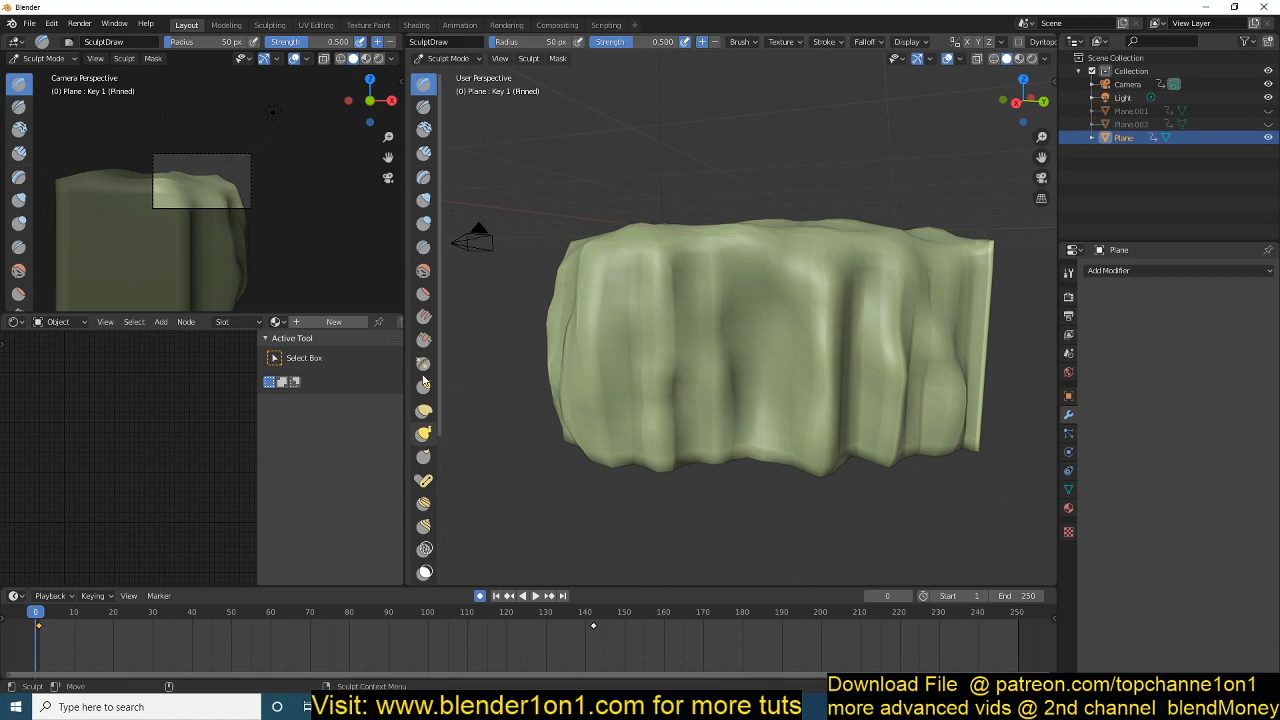 Blender
File Edit Render Window Help Layout Modeling Sculpting UV Editing Texture Paint Shading Animation Rendering Compositing Scripting + Scene View Layer
SculptDraw Radius 50 px Strength 0.500 SculptDraw Radius 50 px Strength 0.500 Brush Texture Stroke Falloff Display X Y Z Dyntopo
Sculpt Mode View Sculpt Mask Sculpt Mode View Sculpt Mask
Scene Collection
Collection
Camera
Light
Plane.001
Plane.002
Plane
Camera Perspective
(0) Plane : Key 1 (Pinned)
User Perspective
(0) Plane : Key 1 (Pinned)
Z
X
Z
X
Y
Plane
Add Modifier
Object View Select Add Node Slot New
Active Tool
Select Box
Playback Keying View Marker 0 Start 1 End 250
0 10 20 30 40 50 60 70 80 90 100 110 120 130 140 150 160 170 180 190 200 210 220 230 240 250
Sculpt Move Sculpt Context Menu
Type here to search
Visit: www.blender1on1.com for more tuts
Download File @ patreon.com/topchanne1on1
more advanced vids @ 2nd channel blendMoney